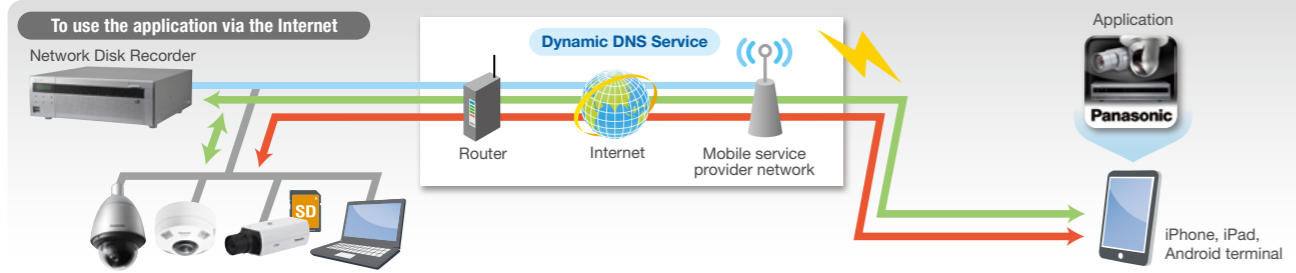 To use the application via the Internet
Network Disk Recorder
Dynamic DNS Service
Application
Panasonic
Router
Internet
Mobile service
provider network
SD
iPhone, iPad,
Android terminal